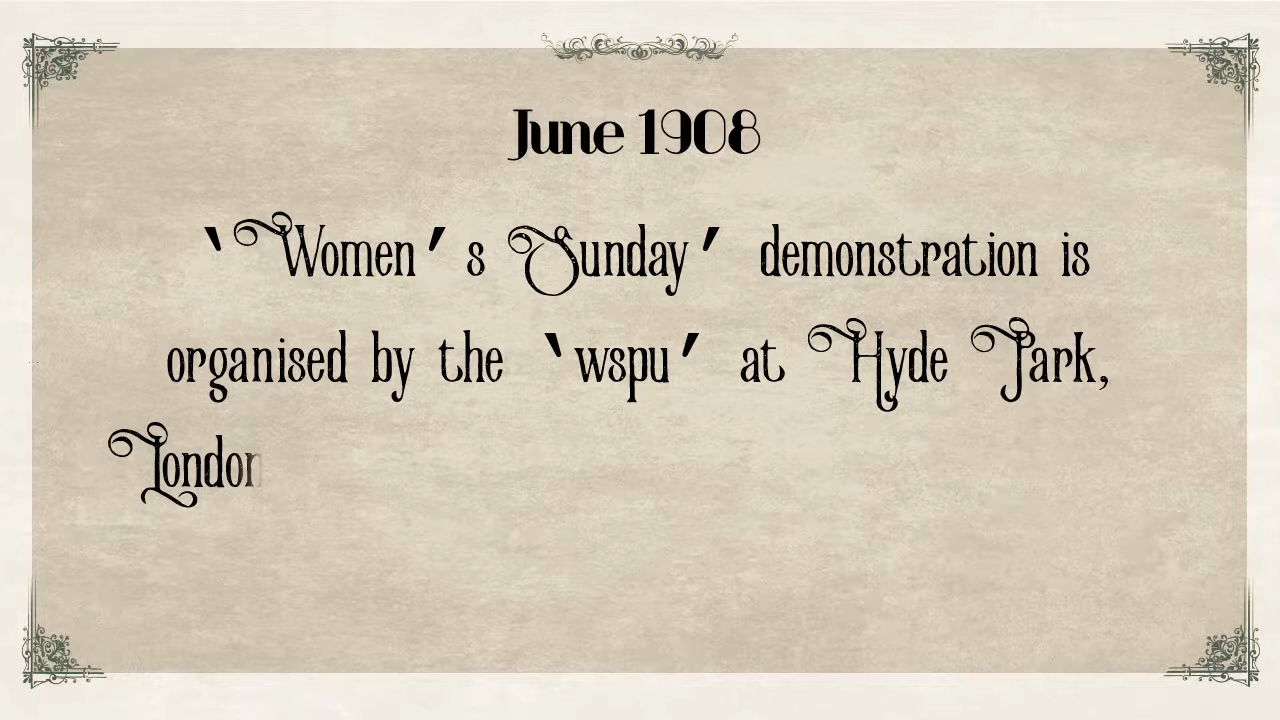 June 1908
‘Women’s Sunday’ demonstration is
organised by the ‘wspu’ at Hyde Park,
London